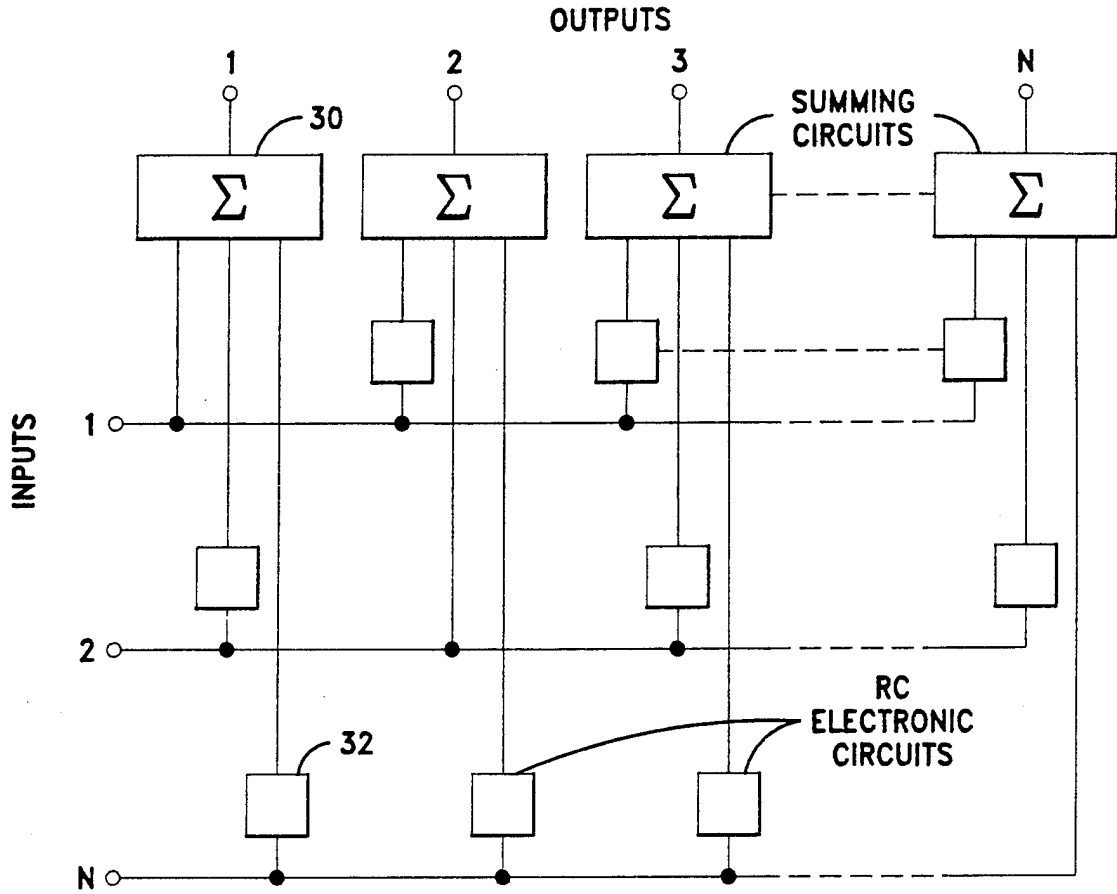 OUTPUTS
1 2 3 N
30
SUMMING
CIRCUITS
Σ Σ Σ Σ
INPUTS
1
2
RC
ELECTRONIC
CIRCUITS
32
N